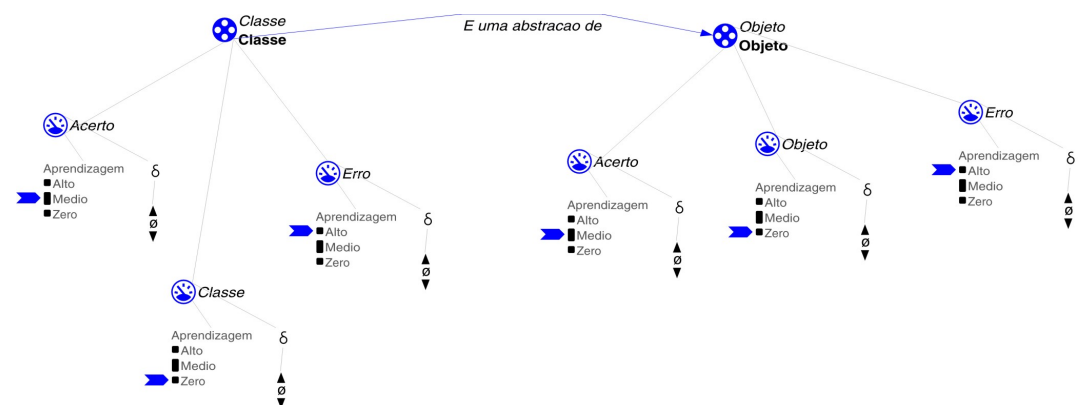 Classe
Classe
E uma abstracao de
Objeto
Objeto
Acerto
Aprendizagem
Alto
Medio
Zero
δ
ø
Erro
Aprendizagem
Alto
Medio
Zero
δ
ø
Classe
Aprendizagem
Alto
Medio
Zero
δ
ø
Acerto
Aprendizagem
Alto
Medio
Zero
δ
ø
Objeto
Aprendizagem
Alto
Medio
Zero
δ
ø
Erro
Aprendizagem
Alto
Medio
Zero
δ
ø